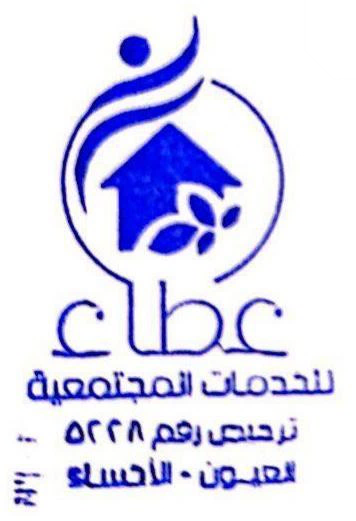 عطاء
للخدمات المجتمعية
ترخيص رقم ٥٢٢٨
العيون - الأحساء